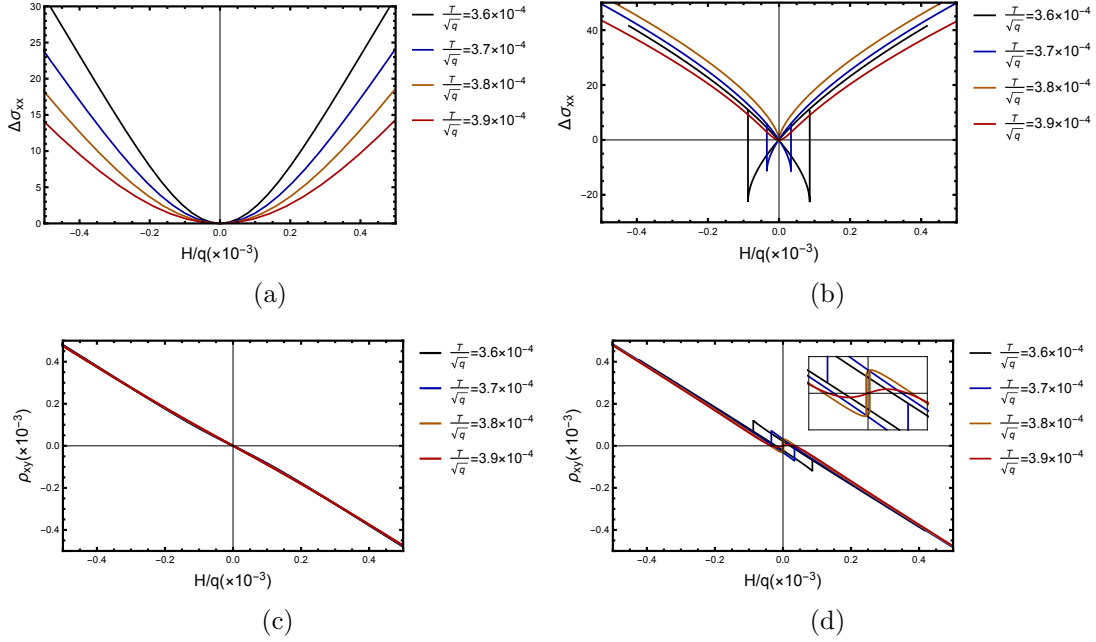 30
25
20
15
10
5
0
Δσxx
−0.4 −0.2 0.0 0.2 0.4
H/q(×10⁻³)
T/√q=3.6×10⁻⁴
T/√q=3.7×10⁻⁴
T/√q=3.8×10⁻⁴
T/√q=3.9×10⁻⁴
(a)
40
20
0
−20
Δσxx
−0.4 −0.2 0.0 0.2 0.4
H/q(×10⁻³)
T/√q=3.6×10⁻⁴
T/√q=3.7×10⁻⁴
T/√q=3.8×10⁻⁴
T/√q=3.9×10⁻⁴
(b)
0.4
0.2
0.0
−0.2
−0.4
ρxy(×10⁻³)
−0.4 −0.2 0.0 0.2 0.4
H/q(×10⁻³)
T/√q=3.6×10⁻⁴
T/√q=3.7×10⁻⁴
T/√q=3.8×10⁻⁴
T/√q=3.9×10⁻⁴
(c)
0.4
0.2
0.0
−0.2
−0.4
ρxy(×10⁻³)
−0.4 −0.2 0.0 0.2 0.4
H/q(×10⁻³)
T/√q=3.6×10⁻⁴
T/√q=3.7×10⁻⁴
T/√q=3.8×10⁻⁴
T/√q=3.9×10⁻⁴
(d)